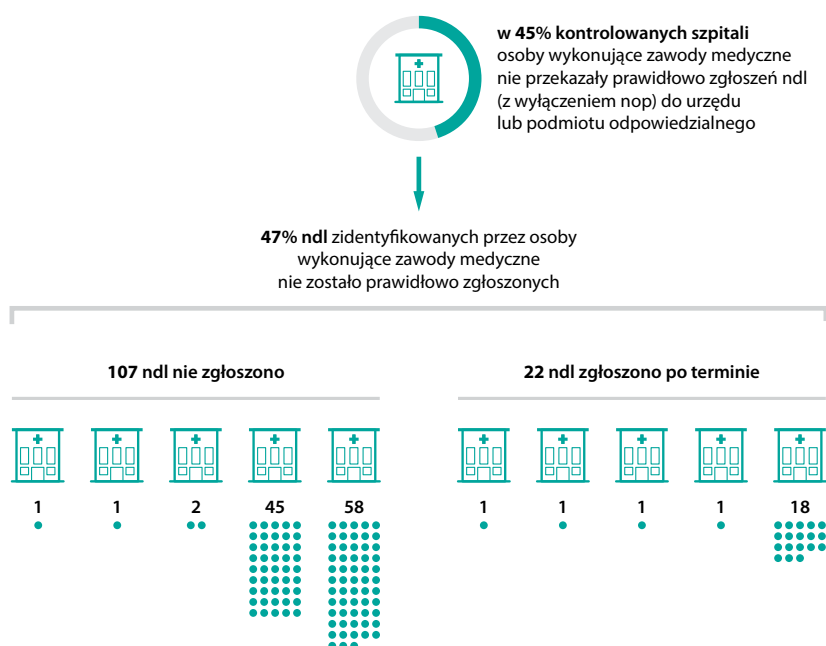 w 45% kontrolowanych szpitali
osoby wykonujące zawody medyczne
nie przekazały prawidłowo zgłoszeń ndl
(z wyłączeniem nop) do urzędu
lub podmiotu odpowiedzialnego
47% ndl zidentyfikowanych przez osoby
wykonujące zawody medyczne
nie zostało prawidłowo zgłoszonych
107 ndl nie zgłoszono
1 1 2 45 58
22 ndl zgłoszono po terminie
1 1 1 1 18